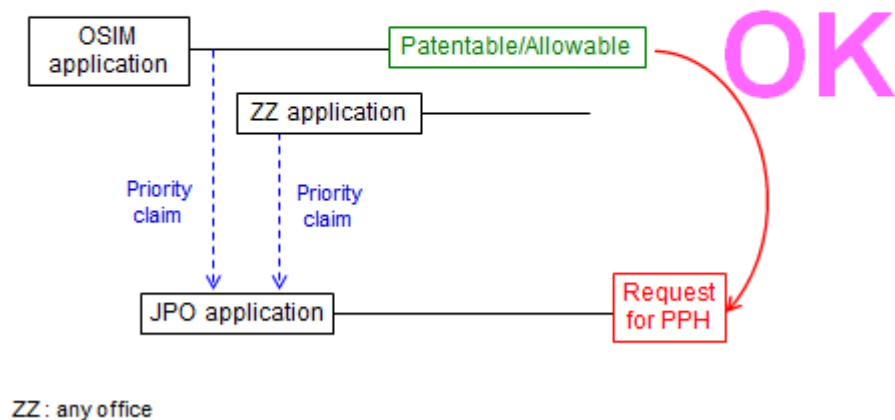 OSIM
application
Patentable/Allowable
OK
ZZ application
Priority
claim
Priority
claim
JPO application
Request
for PPH
ZZ : any office